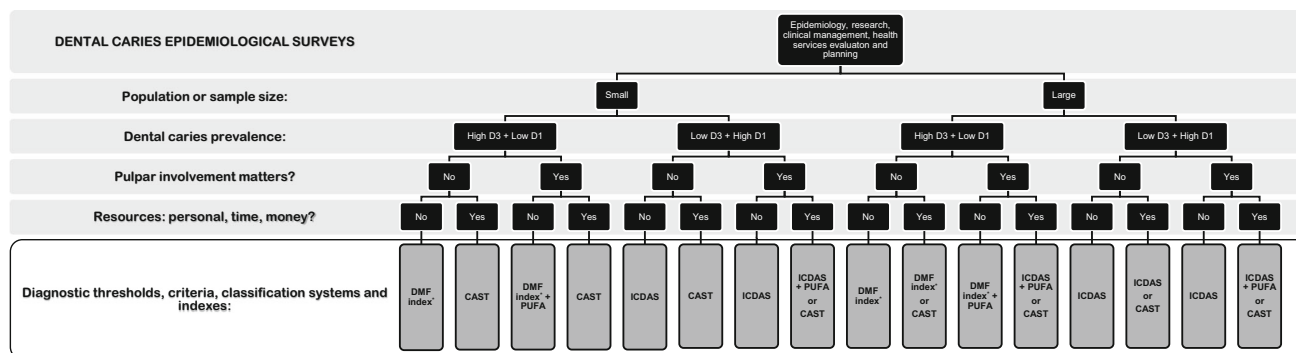 Epidemiology, research,
clinical management, health
services evaluaton and
planning
DENTAL CARIES EPIDEMIOLOGICAL SURVEYS
Population or sample size:
Small
Large
Dental caries prevalence:
High D3 + Low D1
Low D3 + High D1
High D3 + Low D1
Low D3 + High D1
Pulpar involvement matters?
No
Yes
No
Yes
No
Yes
No
Yes
Resources: personal, time, money?
No
Yes
No
Yes
No
Yes
No
Yes
No
Yes
No
Yes
No
Yes
No
Yes
Diagnostic thresholds, criteria, classification systems and
indexes:
DMF
index*
CAST
DMF
index* +
PUFA
CAST
ICDAS
CAST
ICDAS
ICDAS
+ PUFA
or
CAST
DMF
index*
DMF
index*
or
CAST
DMF
index* +
PUFA
ICDAS
+ PUFA
or
CAST
ICDAS
ICDAS
or
CAST
ICDAS
ICDAS
+ PUFA or
CAST